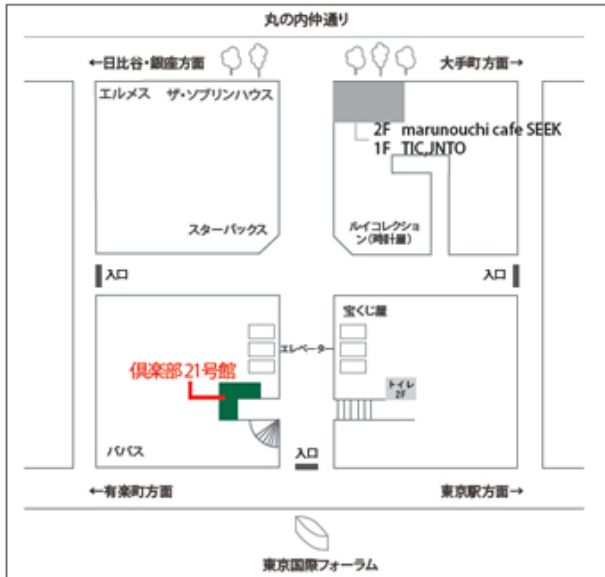 丸の内仲通り
←日比谷・銀座方面
大手町方面→
エルメス
ザ・ソブリンハウス
2F marunouchi cafe SEEK
1F TIC,JNTO
スターバックス
ルイコレクショ
ン(時計屋)
入口
入口
宝くじ屋
エレベーター
倶楽部21号館
トイレ
2F
パパス
入口
←有楽町方面
東京駅方面→
東京国際フォーラム